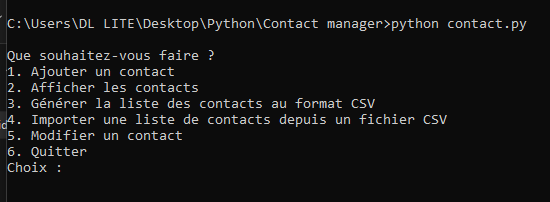 C:\Users\DL LITE\Desktop\Python\Contact manager>python contact.py
Que souhaitez-vous faire ?
1. Ajouter un contact
2. Afficher les contacts
3. Générer la liste des contacts au format CSV
4. Importer une liste de contacts depuis un fichier CSV
5. Modifier un contact
6. Quitter
Choix :